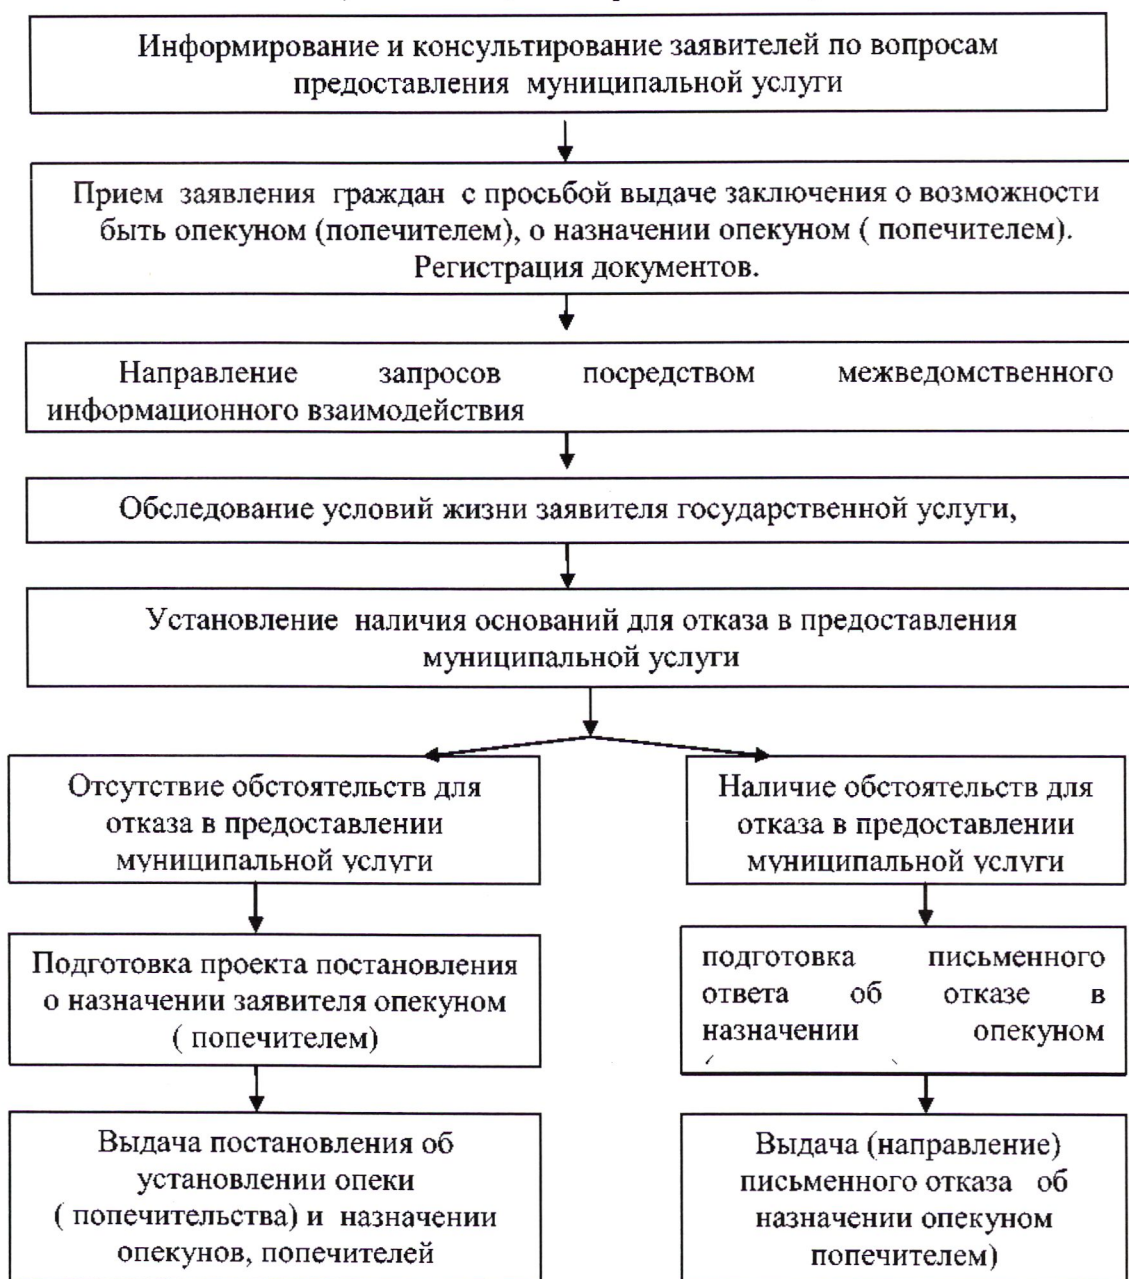 Информирование и консультирование заявителей по вопросам
предоставления муниципальной услуги
Прием заявления граждан с просьбой выдаче заключения о возможности
быть опекуном (попечителем), о назначении опекуном ( попечителем).
Регистрация документов.
Направление запросов посредством межведомственного
информационного взаимодействия
Обследование условий жизни заявителя государственной услуги,
Установление наличия оснований для отказа в предоставления
муниципальной услуги
Отсутствие обстоятельств для
отказа в предоставлении
муниципальной услуги
Наличие обстоятельств для
отказа в предоставлении
муниципальной услуги
Подготовка проекта постановления
о назначении заявителя опекуном
( попечителем)
подготовка письменного
ответа об отказе в
назначении опекуном
Выдача постановления об
установлении опеки
( попечительства) и назначении
опекунов, попечителей
Выдача (направление)
письменного отказа об
назначении опекуном
попечителем)